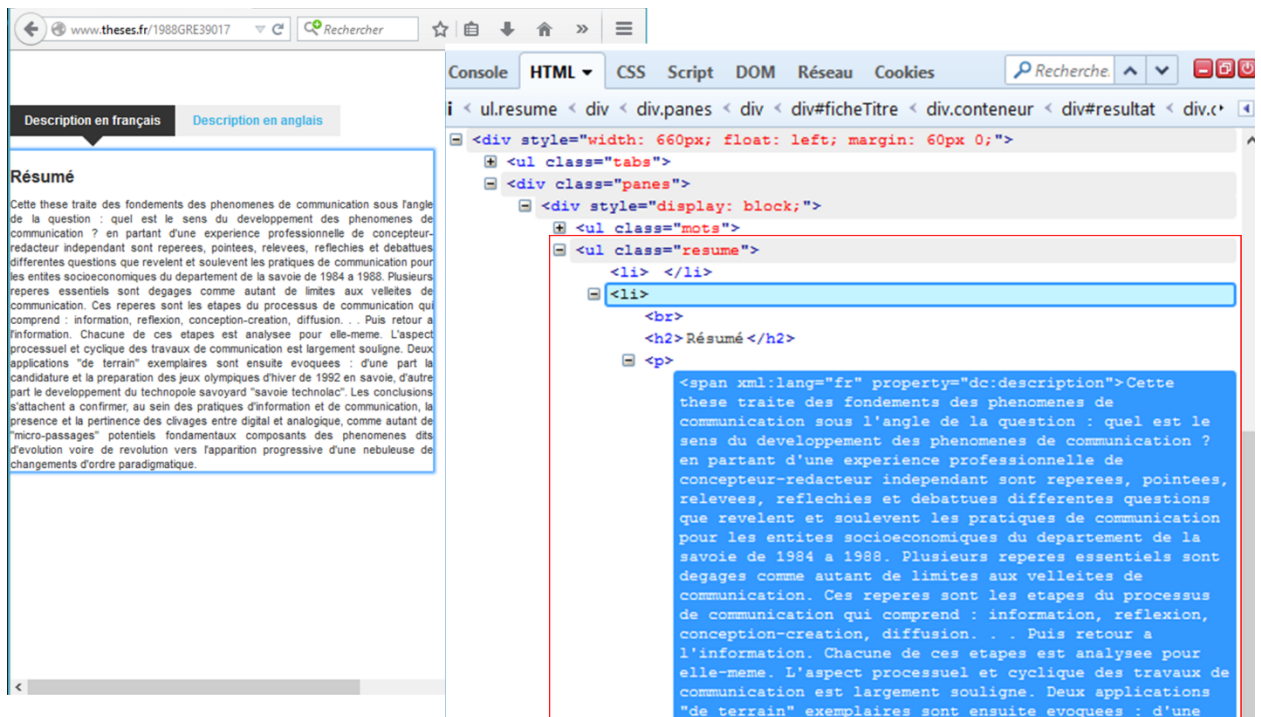 www.theses.fr/1988GRE39017
Rechercher
Description en français
Description en anglais
Résumé
Cette these traite des fondements des phenomenes de communication sous l'angle
de la question : quel est le sens du developpement des phenomenes de
communication ? en partant d'une experience professionnelle de concepteur-
redacteur independant sont reperees, pointees, relevees, reflechies et debattues
differentes questions que revelent et soulevent les pratiques de communication pour
les entites socioeconomiques du departement de la savoie de 1984 a 1988. Plusieurs
reperes essentiels sont degages comme autant de limites aux velleites de
communication. Ces reperes sont les etapes du processus de communication qui
comprend : information, reflexion, conception-creation, diffusion. . . Puis retour a
l'information. Chacune de ces etapes est analysee pour elle-meme. L'aspect
processuel et cyclique des travaux de communication est largement souligne. Deux
applications "de terrain" exemplaires sont ensuite evoquees : d'une part la
candidature et la preparation des jeux olympiques d'hiver de 1992 en savoie, d'autre
part le developpement du technopole savoyard "savoie technolac". Les conclusions
s'attachent a confirmer, au sein des pratiques d'information et de communication, la
presence et la pertinence des clivages entre digital et analogique, comme autant de
"micro-passages" potentiels fondamentaux composants des phenomenes dits
d'evolution voire de revolution vers l'apparition progressive d'une nebuleuse de
changements d'ordre paradigmatique.
Console HTML CSS Script DOM Réseau Cookies Recherche
li < ul.resume < div < div.panes < div < div#ficheTitre < div.conteneur < div#resultat < div.c
<div style="width: 660px; float: left; margin: 60px 0;">
<ul class="tabs">
<div class="panes">
<div style="display: block;">
<ul class="mots">
<ul class="resume">
<li> </li>
<li>
<br>
<h2>Résumé</h2>
<p>
<span xml:lang="fr" property="dc:description">Cette
these traite des fondements des phenomenes de
communication sous l'angle de la question : quel est le
sens du developpement des phenomenes de communication ?
en partant d'une experience professionnelle de
concepteur-redacteur independant sont reperees, pointees,
relevees, reflechies et debattues differentes questions
que revelent et soulevent les pratiques de communication
pour les entites socioeconomiques du departement de la
savoie de 1984 a 1988. Plusieurs reperes essentiels sont
degages comme autant de limites aux velleites de
communication. Ces reperes sont les etapes du processus
de communication qui comprend : information, reflexion,
conception-creation, diffusion. . . Puis retour a
l'information. Chacune de ces etapes est analysee pour
elle-meme. L'aspect processuel et cyclique des travaux de
communication est largement souligne. Deux applications
"de terrain" exemplaires sont ensuite evoquees : d'une